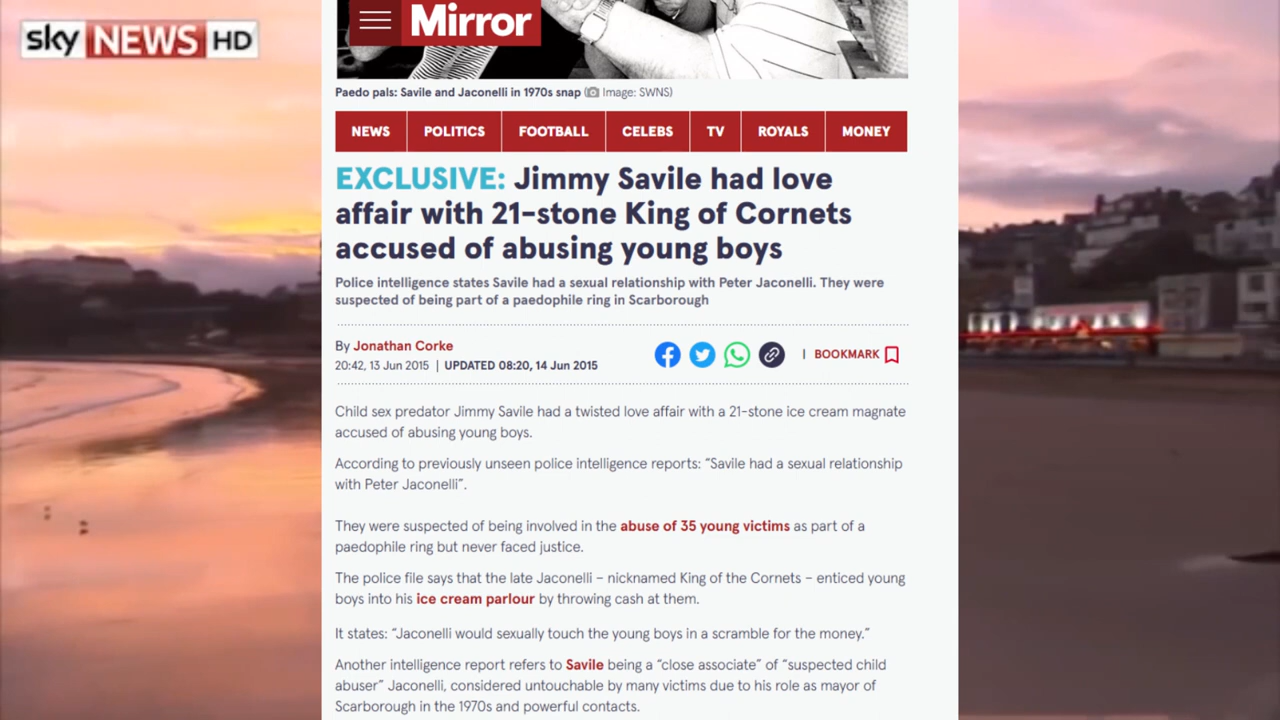 sky NEWS HD
Mirror
Paedo pals: Savile and Jaconelli in 1970s snap (Image: SWNS)
NEWS POLITICS FOOTBALL CELEBS TV ROYALS MONEY
EXCLUSIVE: Jimmy Savile had love
affair with 21-stone King of Cornets
accused of abusing young boys
Police intelligence states Savile had a sexual relationship with Peter Jaconelli. They were
suspected of being part of a paedophile ring in Scarborough
By Jonathan Corke
20:42, 13 Jun 2015 | UPDATED 08:20, 14 Jun 2015
| BOOKMARK
Child sex predator Jimmy Savile had a twisted love affair with a 21-stone ice cream magnate
accused of abusing young boys.
According to previously unseen police intelligence reports: “Savile had a sexual relationship
with Peter Jaconelli”.
They were suspected of being involved in the abuse of 35 young victims as part of a
paedophile ring but never faced justice.
The police file says that the late Jaconelli – nicknamed King of the Cornets – enticed young
boys into his ice cream parlour by throwing cash at them.
It states: “Jaconelli would sexually touch the young boys in a scramble for the money.”
Another intelligence report refers to Savile being a “close associate” of “suspected child
abuser” Jaconelli, considered untouchable by many victims due to his role as mayor of
Scarborough in the 1970s and powerful contacts.